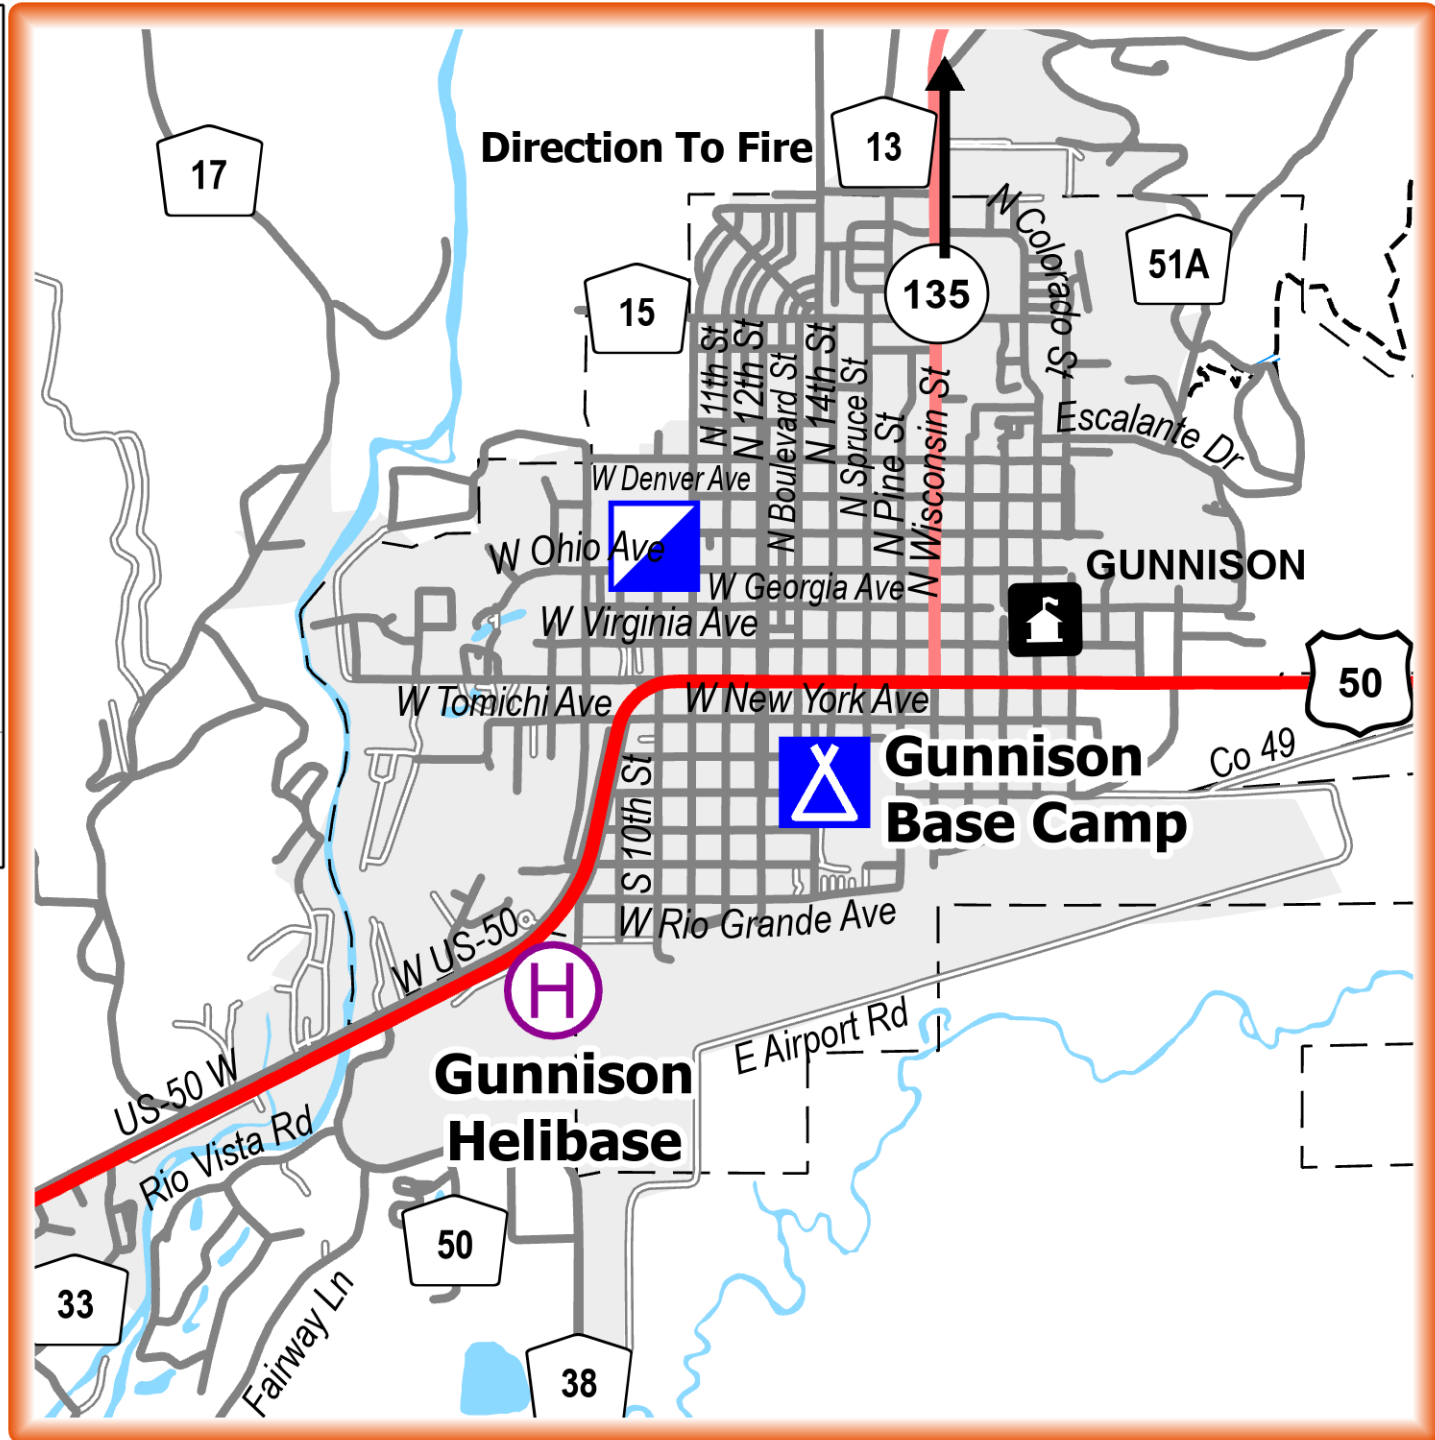 17
Direction To Fire
13
N Colorado St
51A
15
135
N 11th St
N 12th St
N Boulevard St
N 14th St
N Spruce St
N Pine St
N Wisconsin St
Escalante Dr
W Denver Ave
W Ohio Ave
W Georgia Ave
GUNNISON
W Virginia Ave
50
W Tomichi Ave
W New York Ave
Co 49
Gunnison
Base Camp
S 10th St
W Rio Grande Ave
W US-50
H
E Airport Rd
Gunnison
Helibase
US-50 W
Rio Vista Rd
50
33
Fairway Ln
38